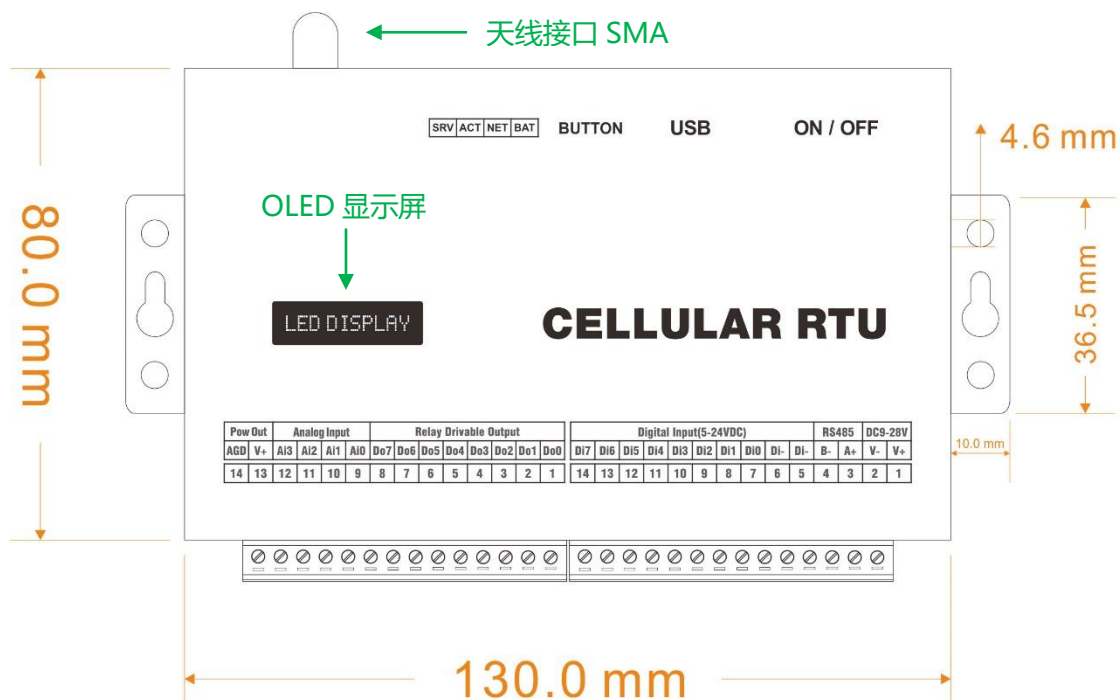 天线接口 SMA
SRV ACT NET BAT BUTTON USB ON / OFF
4.6 mm
OLED 显示屏
80.0 mm
36.5 mm
LED DISPLAY
CELLULAR RTU
Pow Out Analog Input Relay Drivable Output Digital Input(5-24VDC) RS485 DC9-28V
AGD V+ Ai3 Ai2 Ai1 Ai0 Do7 Do6 Do5 Do4 Do3 Do2 Do1 Do0 Di7 Di6 Di5 Di4 Di3 Di2 Di1 Di0 Di- Di- B- A+ V- V+
14 13 12 11 10 9 8 7 6 5 4 3 2 1 14 13 12 11 10 9 8 7 6 5 4 3 2 1
10.0 mm
130.0 mm